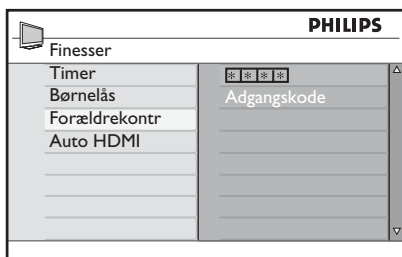 PHILIPS
Finesser
Timer
Børnelås
Forældrekontr
Auto HDMI
****
Adgangskode